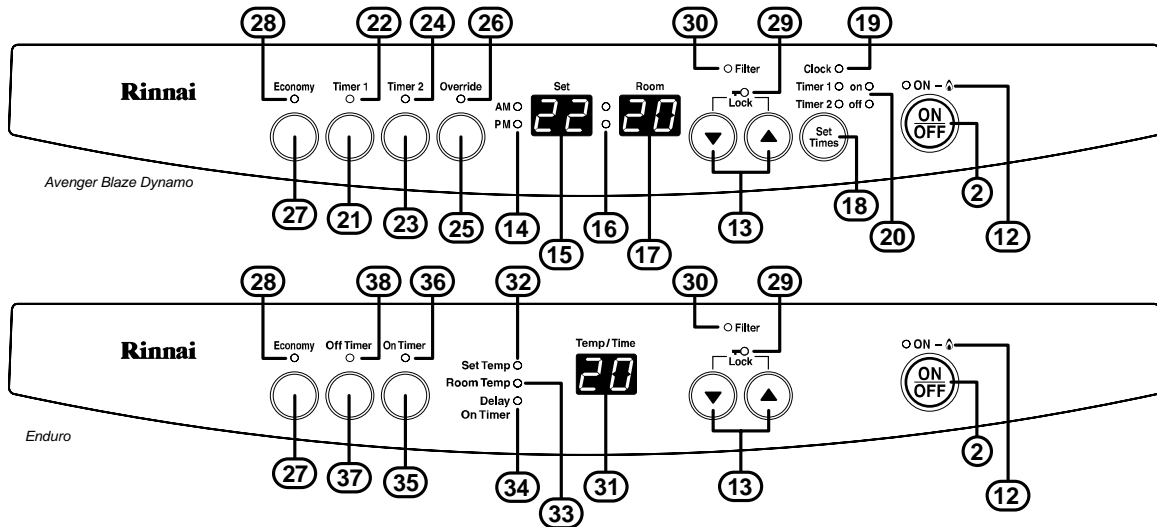 28 22 24 26 30 29 19
Rinnai
Economy Timer 1 Timer 2 Override
AM
PM
Set
22
Room
20
Filter
Lock
Clock
Timer 1 on
Timer 2 off
Set
Times
ON
ON
OFF
Avenger Blaze Dynamo
27 21 23 25 14 15 16 17 13 18 20 2 12
28 38 36 32 30 29
Rinnai
Economy Off Timer On Timer
Set Temp
Room Temp
Delay
On Timer
Temp/Time
20
Filter
Lock
ON
ON
OFF
Enduro
27 37 35 34 33 31 13 2 12